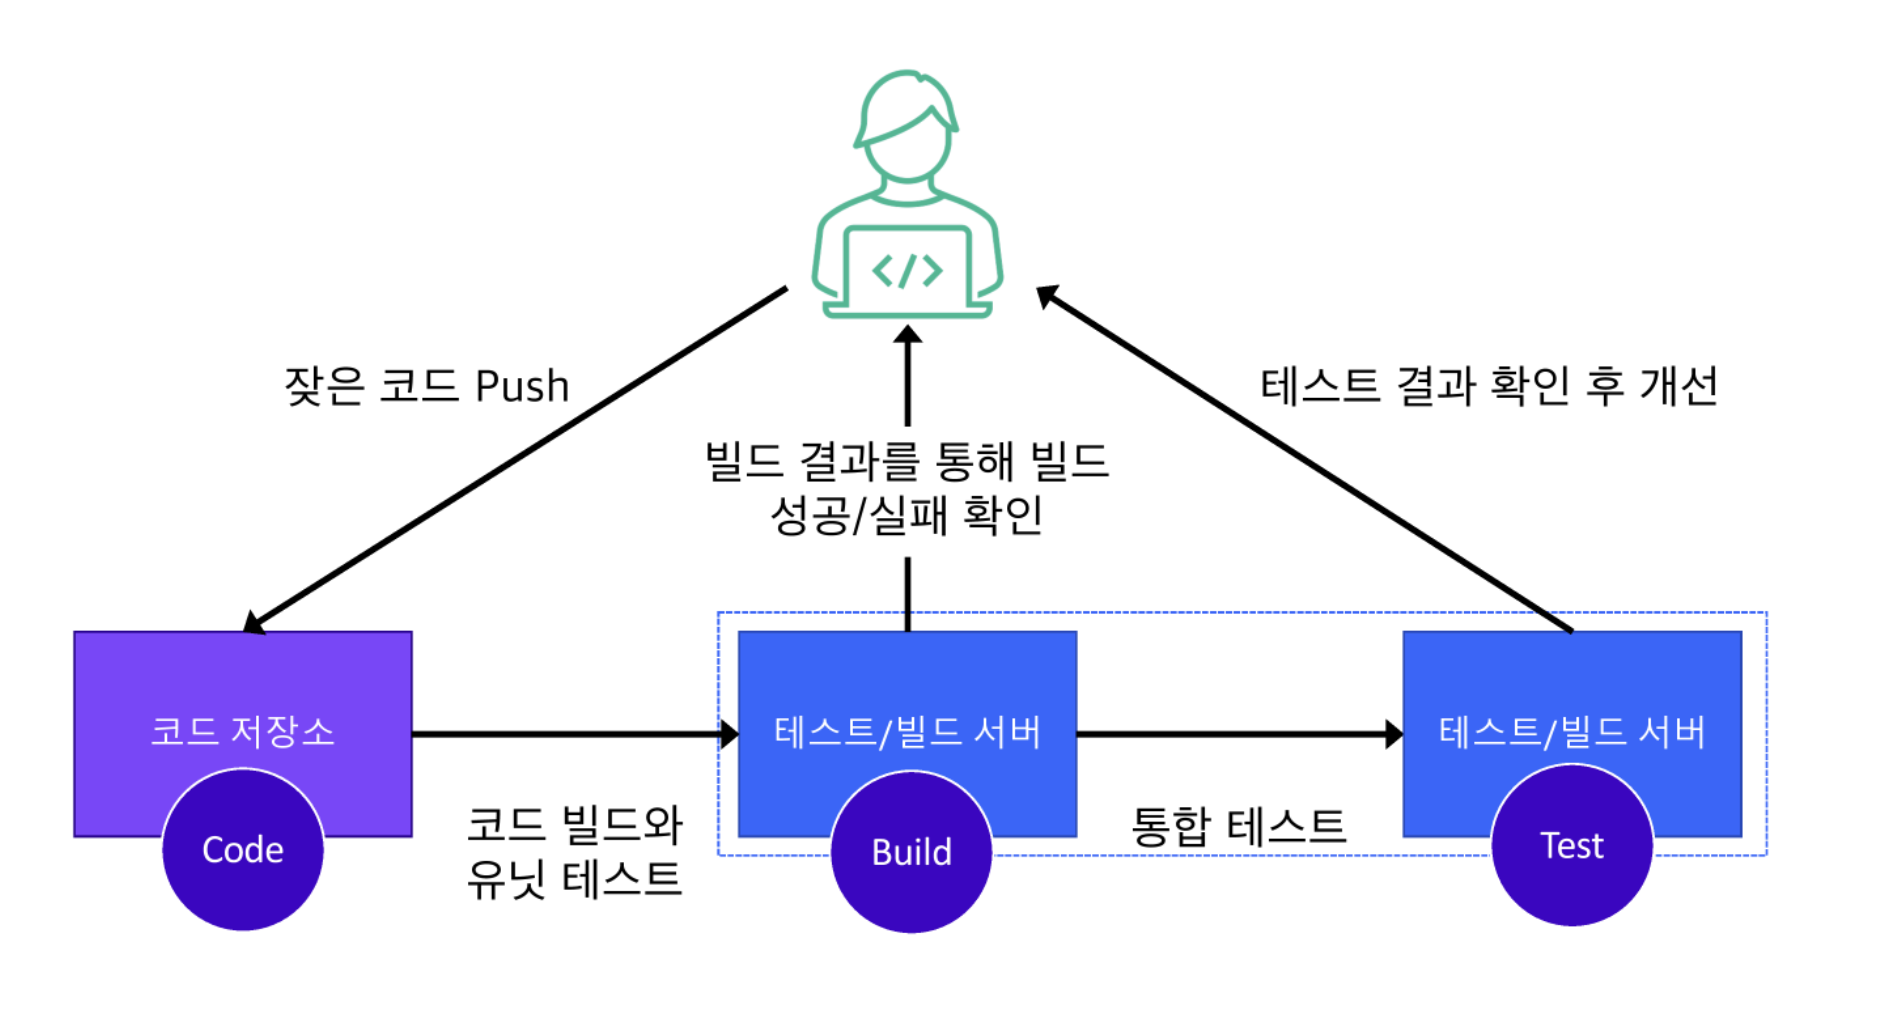 </>
잦은 코드 Push
테스트 결과 확인 후 개선
빌드 결과를 통해 빌드
성공/실패 확인
코드 저장소
테스트/빌드 서버
테스트/빌드 서버
코드 빌드와
유닛 테스트
통합 테스트
Code
Build
Test